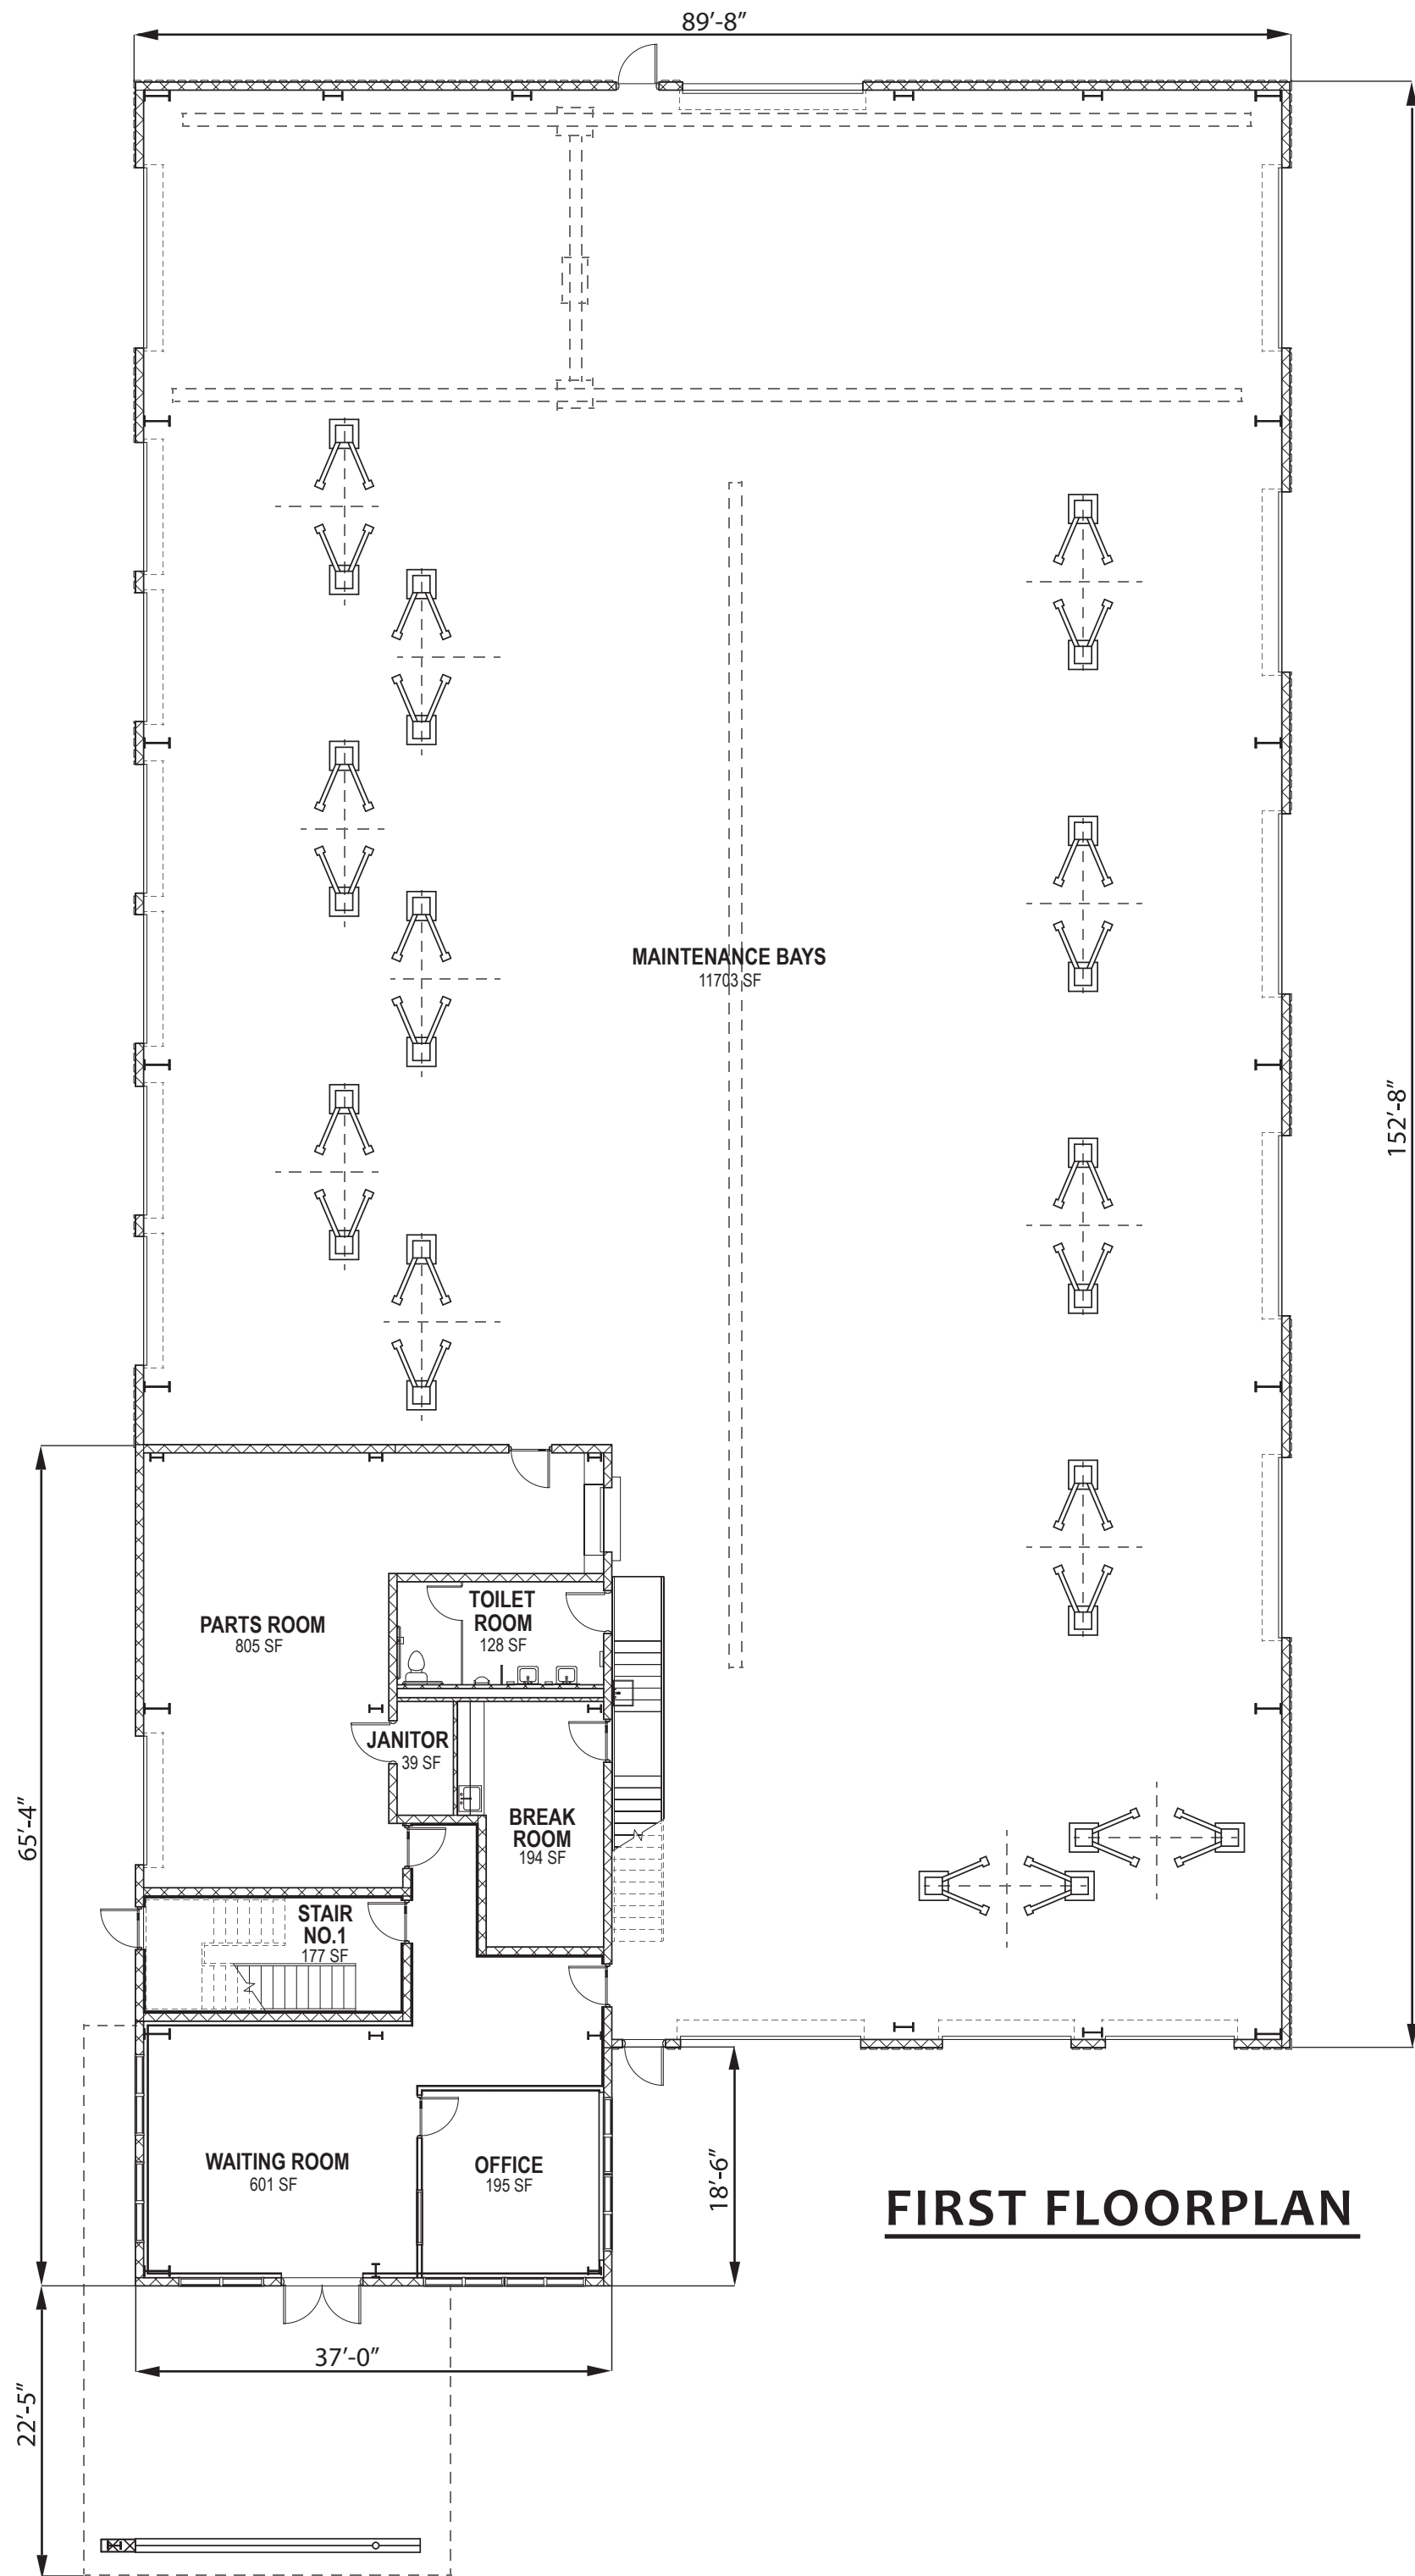 89’-8”
MAINTENANCE BAYS
11703 SF
152’-8”
TOILET
ROOM
128 SF
PARTS ROOM
805 SF
JANITOR
39 SF
BREAK
ROOM
194 SF
65’-4”
STAIR
NO.1
177 SF
WAITING ROOM
601 SF
OFFICE
195 SF
18’-6”
FIRST FLOORPLAN
37’-0”
22’-5”